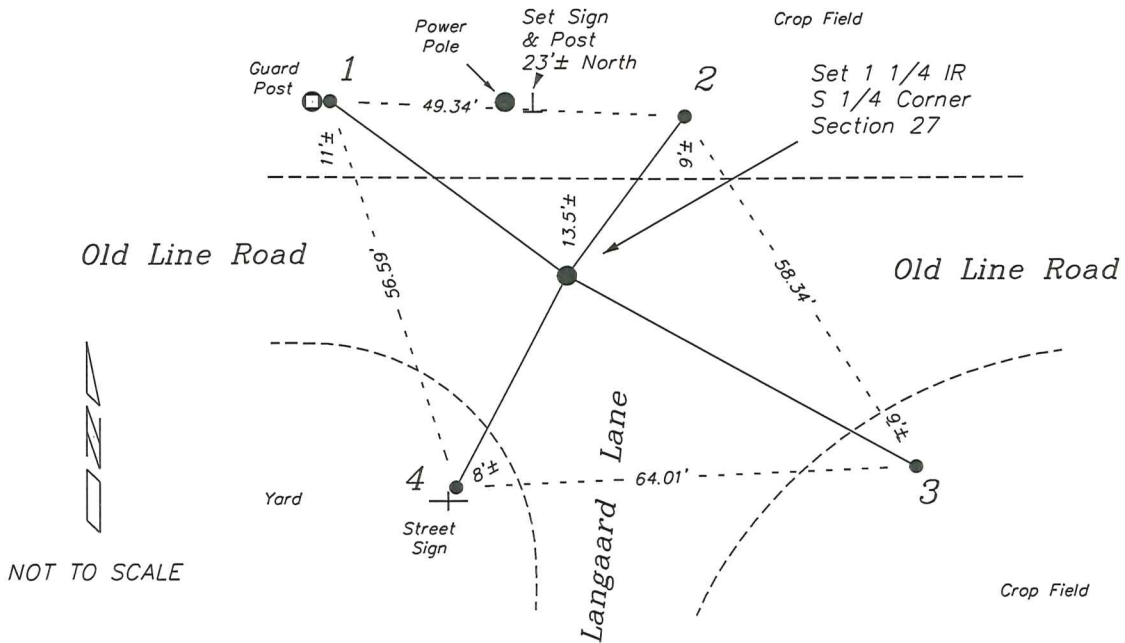 Set Sign
& Post
23'± North
Crop Field
Power
Pole
Guard
Post
1
2
Set 1 1/4 IR
S 1/4 Corner
Section 27
49.34'
11'±
9'±
13.5'±
Old Line Road
Old Line Road
56.59'
58.34'
N
9'±
4
8'±
64.01'
3
Yard
Street
Sign
Langaard Lane
NOT TO SCALE
Crop Field